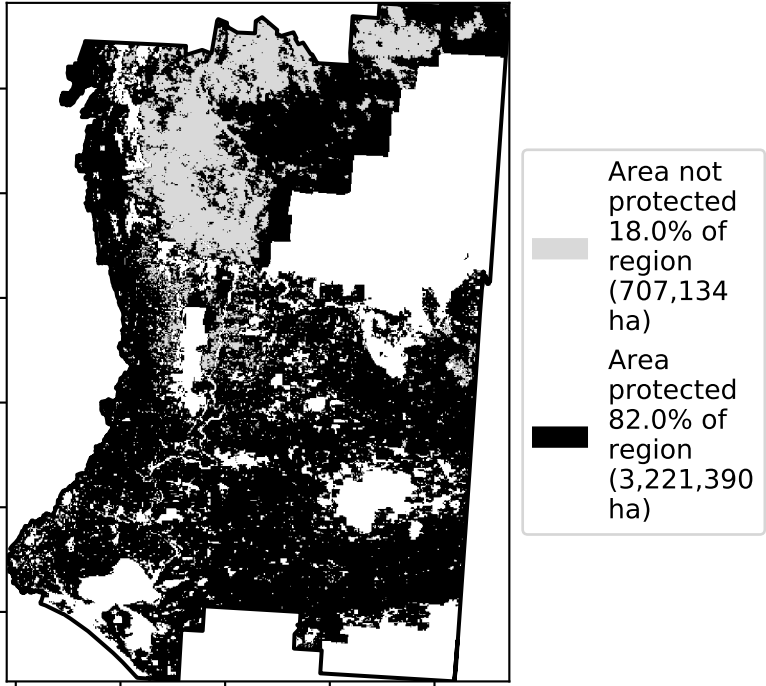 Area not
protected
18.0% of
region
(707,134
ha)
Area
protected
82.0% of
region
(3,221,390
ha)